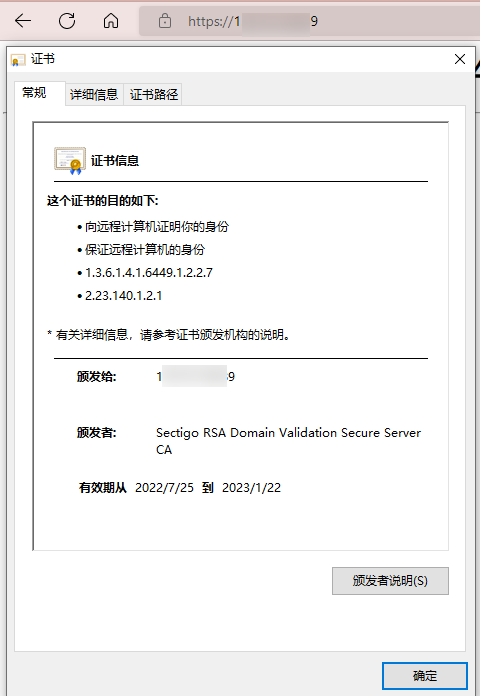 https://1 9
证书
常规 详细信息 证书路径
证书信息
这个证书的目的如下:
• 向远程计算机证明你的身份
• 保证远程计算机的身份
• 1.3.6.1.4.1.6449.1.2.2.7
• 2.23.140.1.2.1
* 有关详细信息，请参考证书颁发机构的说明。
颁发给: 1 9
颁发者: Sectigo RSA Domain Validation Secure Server
CA
有效期从 2022/7/25 到 2023/1/22
颁发者说明(S)
确定